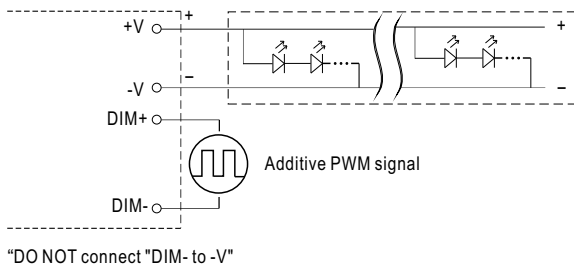 +V
+
-V
–
DIM+
DIM-
+
–
Additive PWM signal
“DO NOT connect "DIM- to -V"